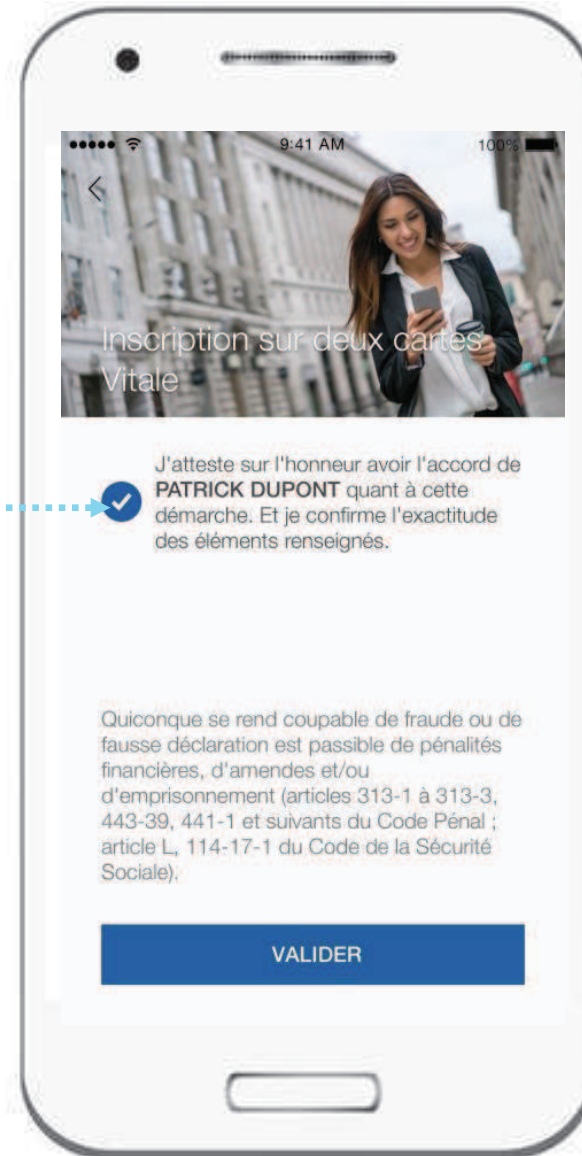 9:41 AM 100%
Inscription sur deux cartes
Vitale
J'atteste sur l'honneur avoir l'accord de
PATRICK DUPONT quant à cette
démarche. Et je confirme l'exactitude
des éléments renseignés.
Quiconque se rend coupable de fraude ou de
fausse déclaration est passible de pénalités
financières, d'amendes et/ou
d'emprisonnement (articles 313-1 à 313-3,
443-39, 441-1 et suivants du Code Pénal ;
article L, 114-17-1 du Code de la Sécurité
Sociale).
VALIDER